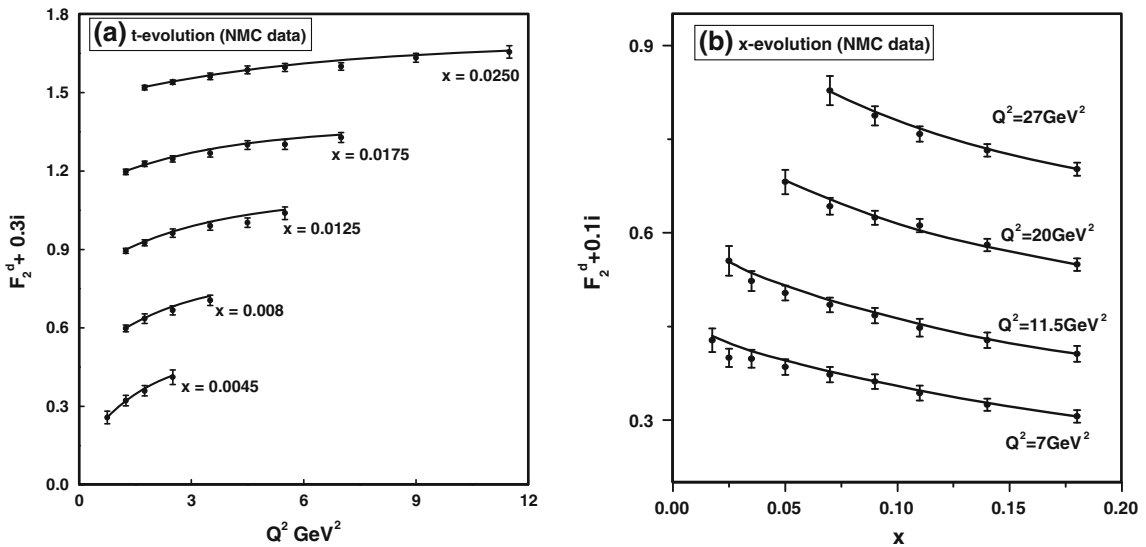 (a) t-evolution (NMC data)
1.8
1.5
1.2
0.9
0.6
0.3
0.0
F₂ᵈ+ 0.3i
x = 0.0250
x = 0.0175
x = 0.0125
x = 0.008
x = 0.0045
0 3 6 9 12
Q² GeV²
(b) x-evolution (NMC data)
0.9
0.6
0.3
F₂ᵈ+0.1i
Q²=27GeV²
Q²=20GeV²
Q²=11.5GeV²
Q²=7GeV²
0.00 0.05 0.10 0.15 0.20
x